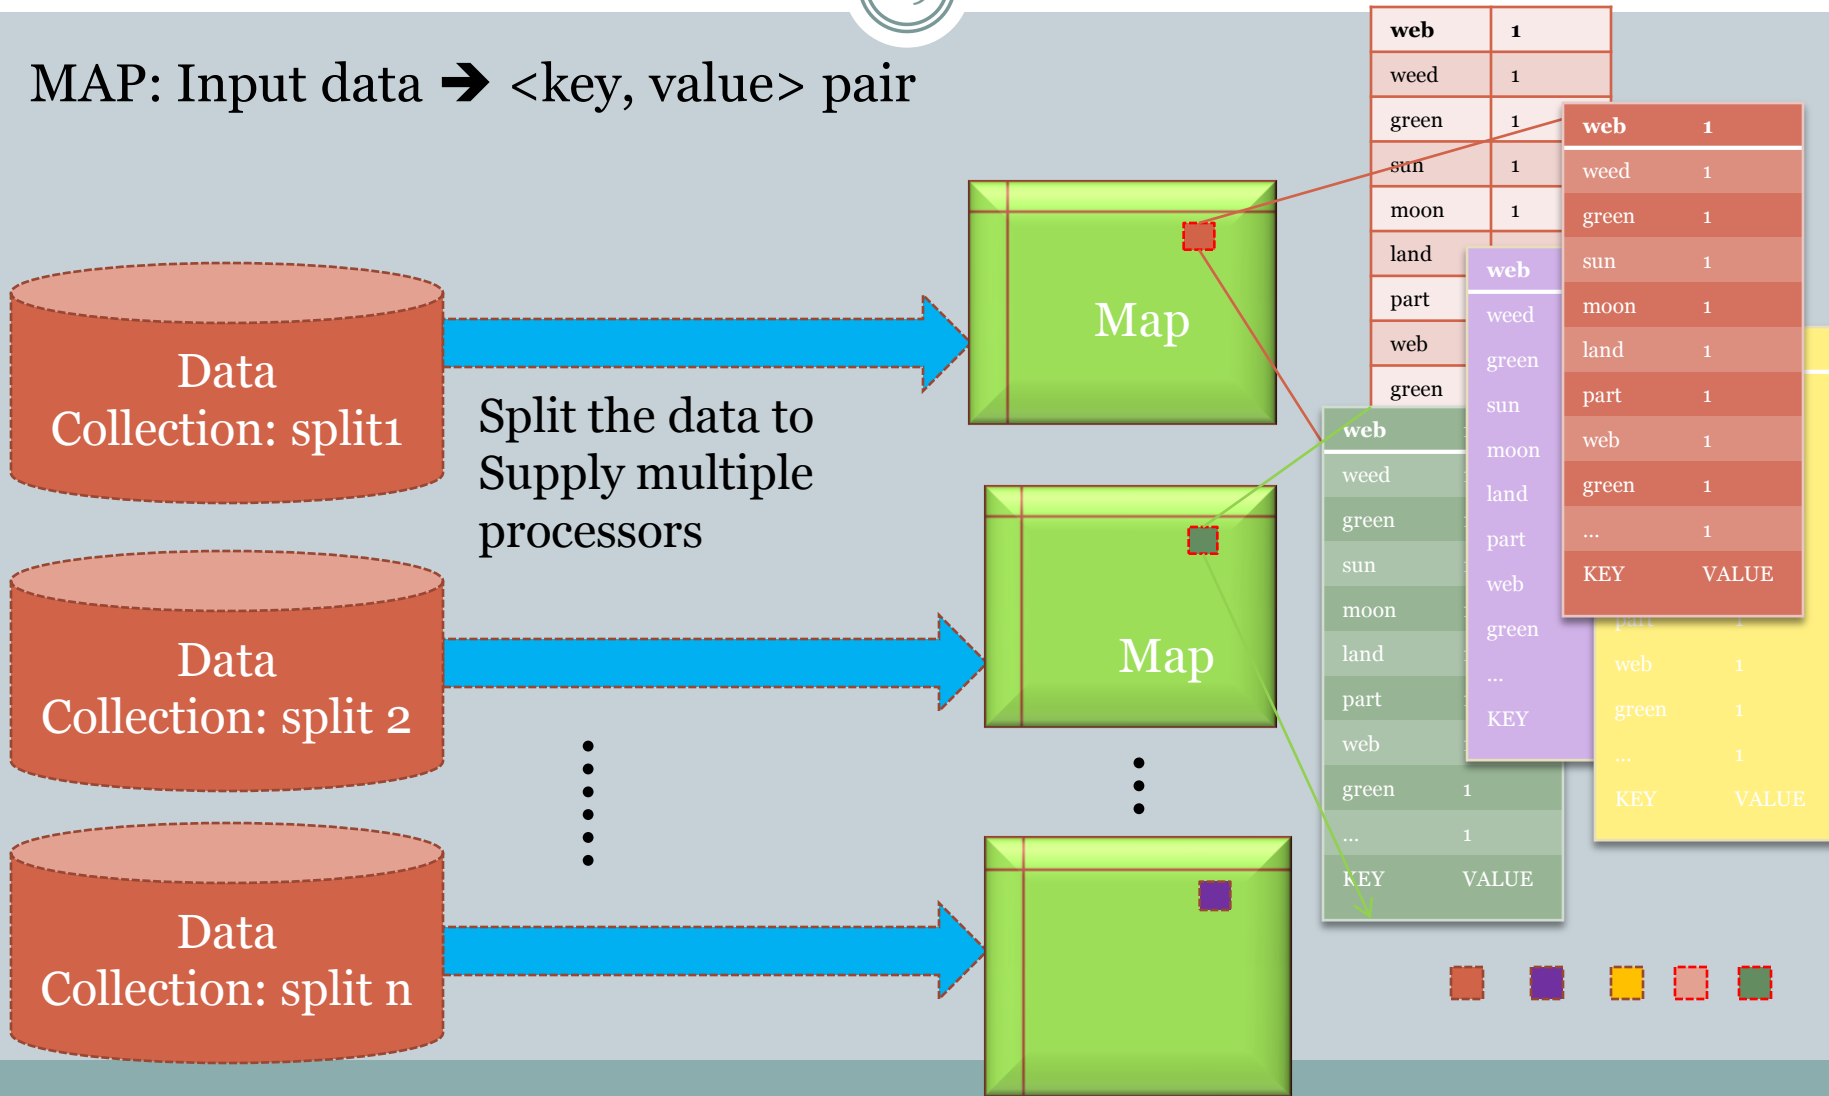 MAP: Input data ➔ <key, value> pair
Data
Collection: split1
Split the data to
Supply multiple
processors
Data
Collection: split 2
Data
Collection: split n
Map
Map
web 1
weed 1
green 1
sun 1
moon 1
land
part
web
green
web 1
weed 1
green 1
sun 1
moon 1
land 1
part 1
web 1
green 1
... 1
KEY VALUE
web
weed
green
sun
moon
land
part
web
green
...
KEY
web
weed
green
sun
moon
land
part
web
green 1
... 1
KEY VALUE
part 1
web 1
green 1
... 1
KEY VALUE